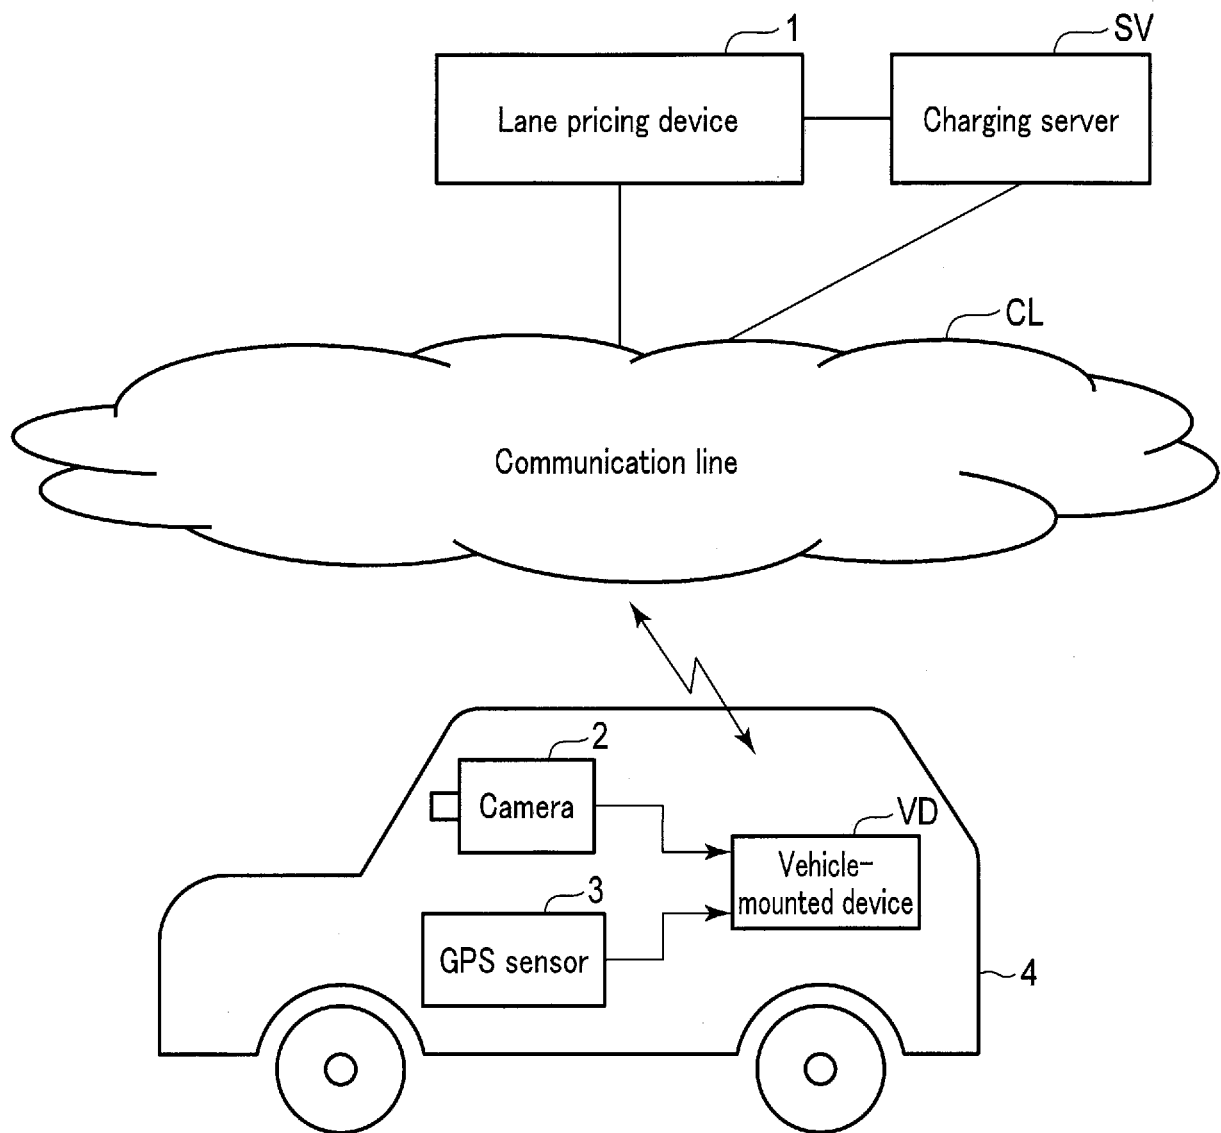 1
SV
Lane pricing device
Charging server
CL
Communication line
2
Camera
VD
Vehicle-
mounted device
3
GPS sensor
4